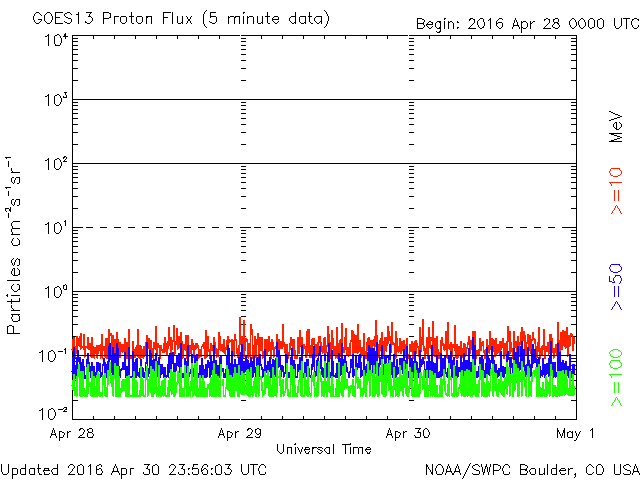 GOES13 Proton Flux (5 minute data)
Begin: 2016 Apr 28 0000 UTC
10⁴
10³
10²
10¹
10⁰
10⁻¹
10⁻²
Particles cm⁻²s⁻¹sr⁻¹
MeV
>=10
>=50
>=100
Apr 28
Apr 29
Apr 30
May 1
Universal Time
Updated 2016 Apr 30 23:56:03 UTC
NOAA/SWPC Boulder, CO USA